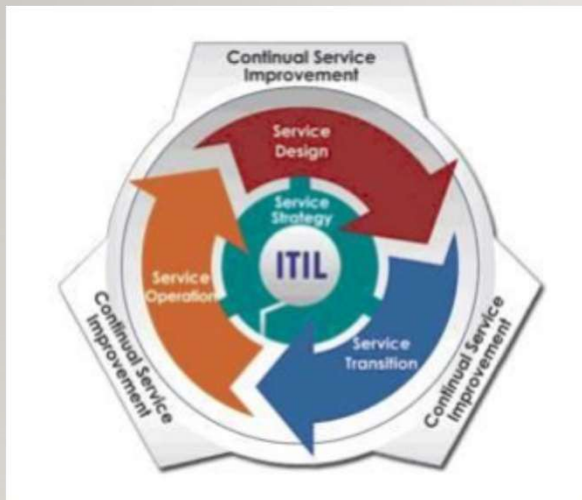 Continual Service
Improvement
Service
Design
Service
Strategy
ITIL
Service
Operation
Service
Transition
Continual Service
Improvement
Continual Service
Improvement